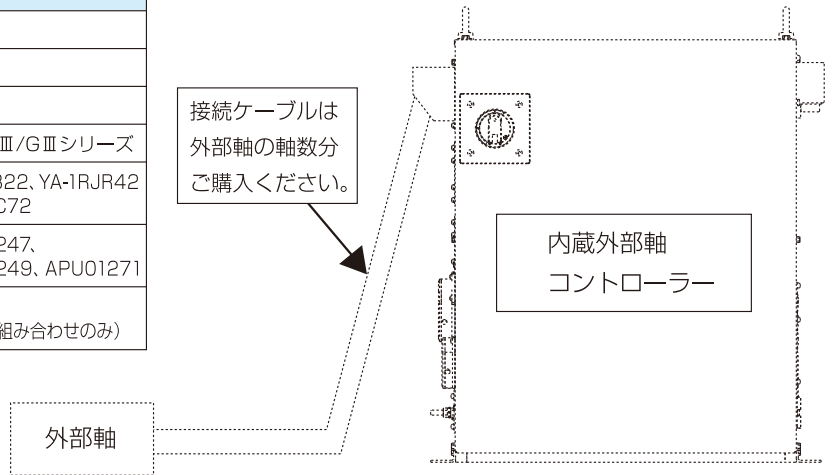 Ⅲ/GⅢシリーズ
322、YA-1RJR42
C72
247、
249、APU01271
組み合わせのみ）
接続ケーブルは
外部軸の軸数分
ご購入ください。
内蔵外部軸
コントローラー
外部軸